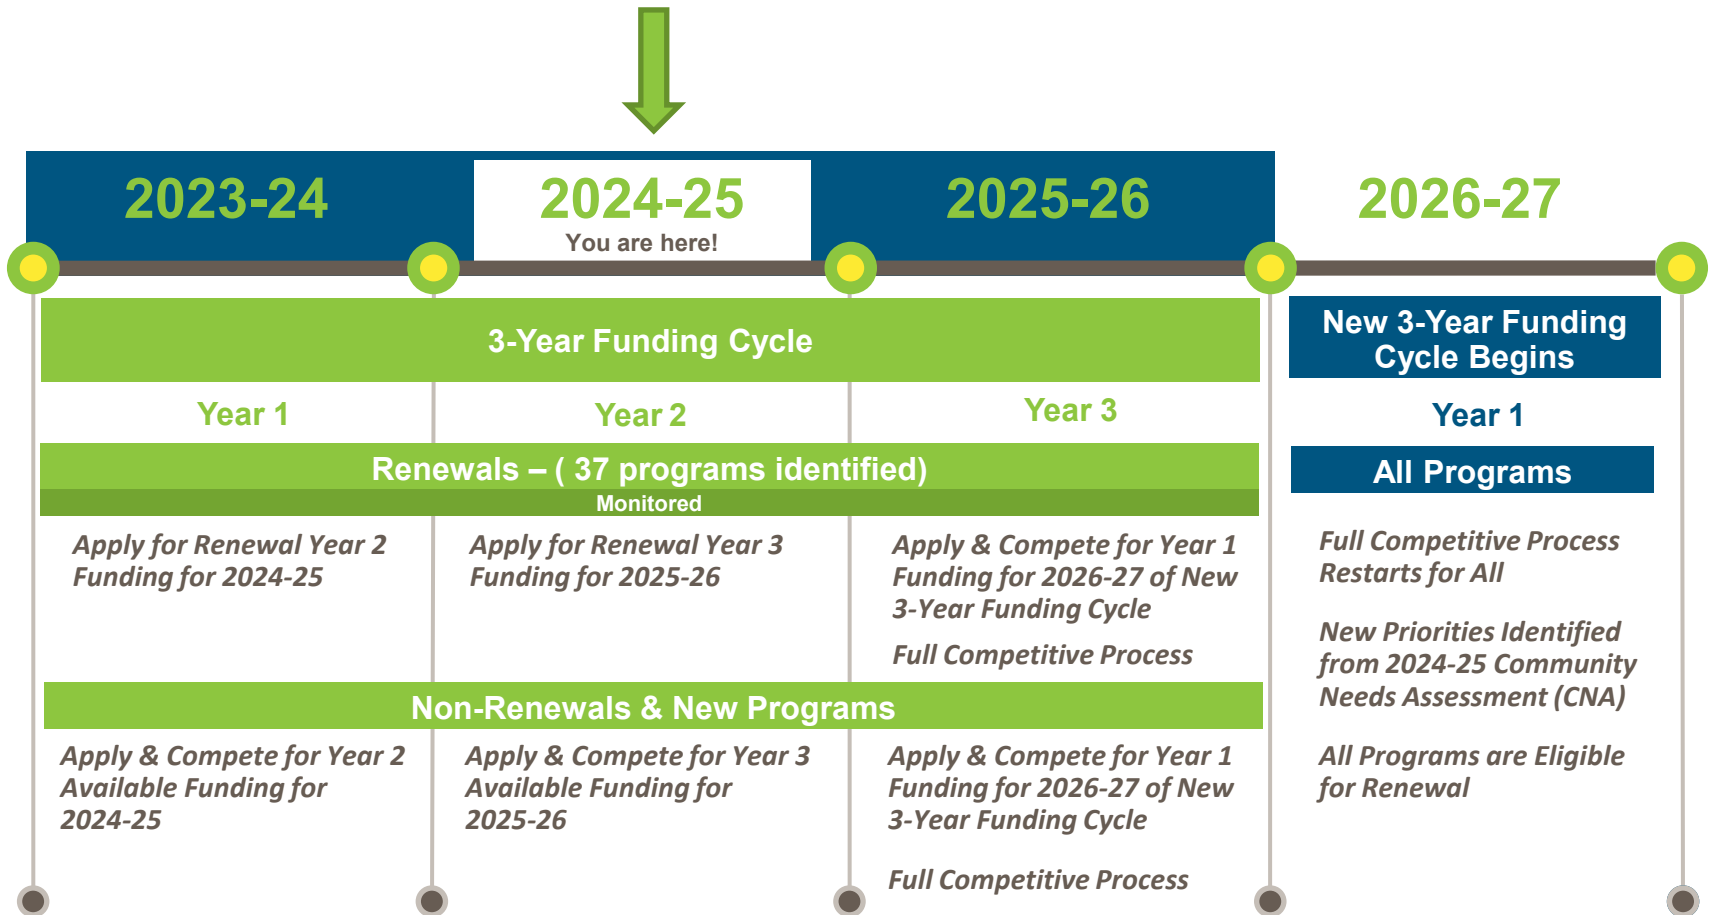 2023-24
2024-25
You are here!
2025-26
2026-27
3-Year Funding Cycle
New 3-Year Funding
Cycle Begins
Year 1
Year 2
Year 3
Year 1
Renewals – ( 37 programs identified)
Monitored
All Programs
Apply for Renewal Year 2
Funding for 2024-25
Apply for Renewal Year 3
Funding for 2025-26
Apply & Compete for Year 1
Funding for 2026-27 of New
3-Year Funding Cycle
Full Competitive Process
Full Competitive Process
Restarts for All
New Priorities Identified
from 2024-25 Community
Needs Assessment (CNA)
All Programs are Eligible
for Renewal
Non-Renewals & New Programs
Apply & Compete for Year 2
Available Funding for
2024-25
Apply & Compete for Year 3
Available Funding for
2025-26
Apply & Compete for Year 1
Funding for 2026-27 of New
3-Year Funding Cycle
Full Competitive Process